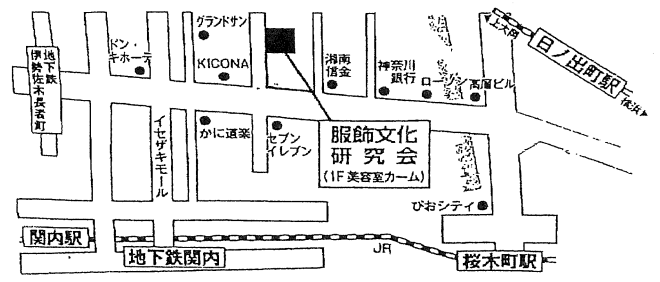 グランドサン
ドン・
キホーテ
KICONA
地下鉄
伊勢佐木長者町
湘南
信金
神奈川
銀行
ローソン
高層ビル
上大岡
日ノ出町駅
横浜
イセザキモール
かに道楽
セブン
イレブン
服飾文化
研究会
(1F美容室カーム)
ぴおシティ
関内駅
地下鉄関内
JR
桜木町駅